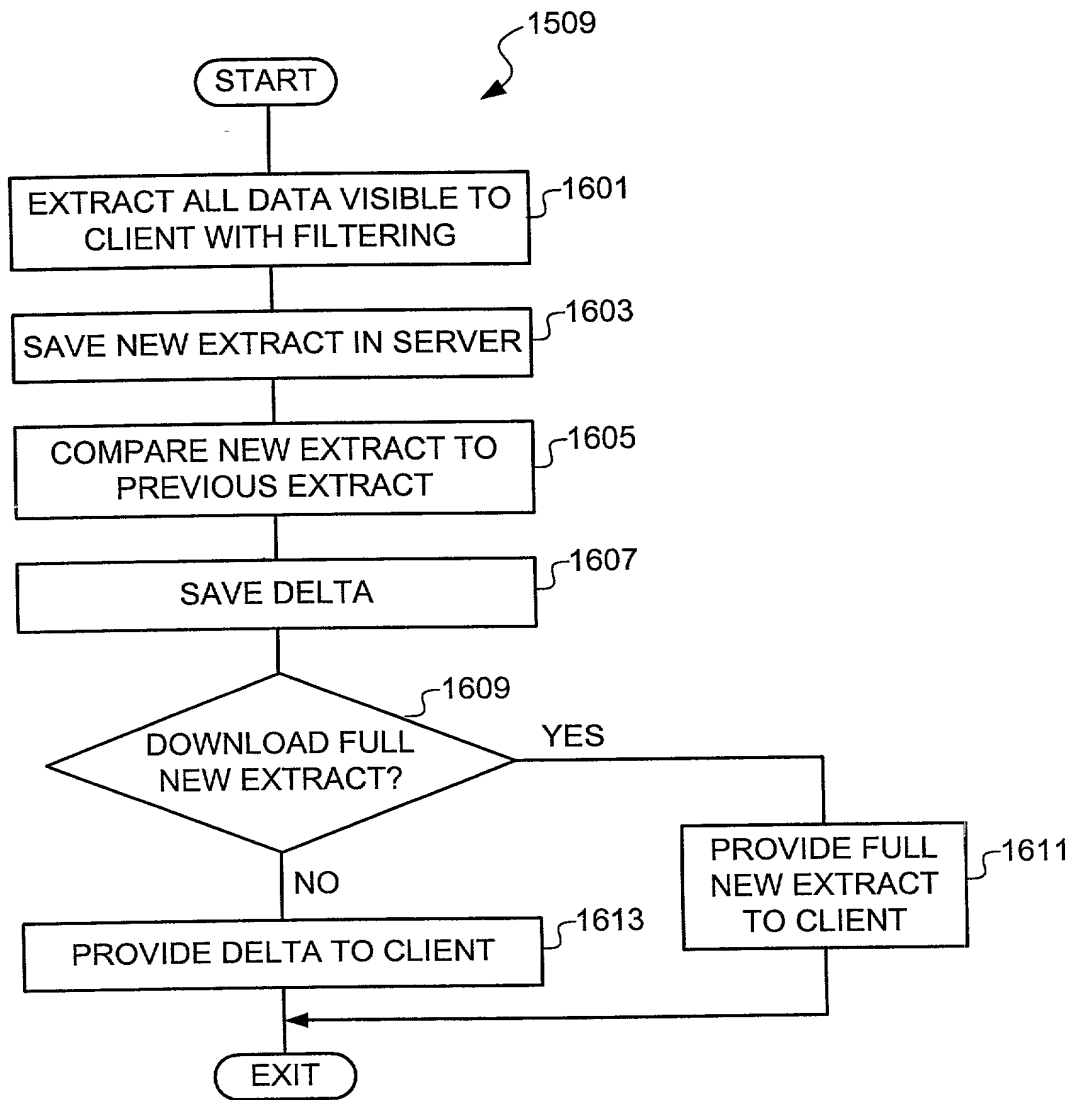 1509
START
1601
EXTRACT ALL DATA VISIBLE TO
CLIENT WITH FILTERING
1603
SAVE NEW EXTRACT IN SERVER
1605
COMPARE NEW EXTRACT TO
PREVIOUS EXTRACT
1607
SAVE DELTA
1609
DOWNLOAD FULL
NEW EXTRACT?
YES
PROVIDE FULL
NEW EXTRACT
TO CLIENT
1611
NO
1613
PROVIDE DELTA TO CLIENT
EXIT